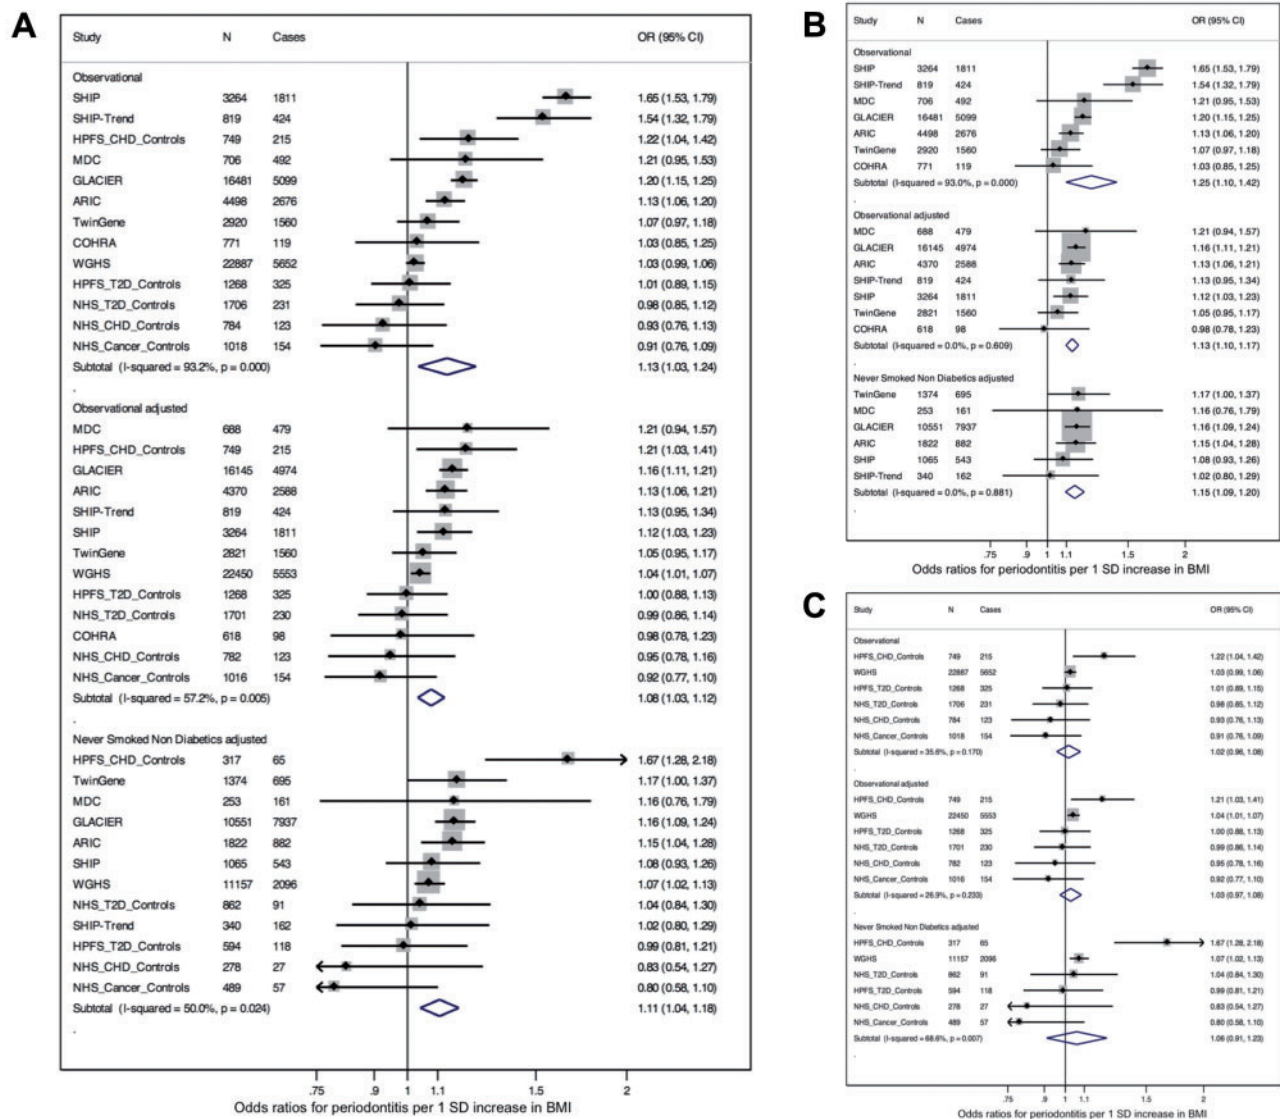 A
Study N Cases OR (95% CI)
Observational
SHIP 3264 1811 1.65 (1.53, 1.79)
SHIP-Trend 819 424 1.54 (1.32, 1.79)
HPFS_CHD_Controls 749 215 1.22 (1.04, 1.42)
MDC 706 492 1.21 (0.95, 1.53)
GLACIER 16481 5099 1.20 (1.15, 1.25)
ARIC 4498 2676 1.13 (1.06, 1.20)
TwinGene 2920 1560 1.07 (0.97, 1.18)
COHRA 771 119 1.03 (0.85, 1.25)
WGHS 22887 5652 1.03 (0.99, 1.06)
HPFS_T2D_Controls 1268 325 1.01 (0.89, 1.15)
NHS_T2D_Controls 1706 231 0.98 (0.85, 1.12)
NHS_CHD_Controls 784 123 0.93 (0.76, 1.13)
NHS_Cancer_Controls 1018 154 0.91 (0.76, 1.09)
Subtotal (I-squared = 93.2%, p = 0.000) 1.13 (1.03, 1.24)
.
Observational adjusted
MDC 688 479 1.21 (0.94, 1.57)
HPFS_CHD_Controls 749 215 1.21 (1.03, 1.41)
GLACIER 16145 4974 1.16 (1.11, 1.21)
ARIC 4370 2588 1.13 (1.06, 1.21)
SHIP-Trend 819 424 1.13 (0.95, 1.34)
SHIP 3264 1811 1.12 (1.03, 1.23)
TwinGene 2821 1560 1.05 (0.95, 1.17)
WGHS 22450 5553 1.04 (1.01, 1.07)
HPFS_T2D_Controls 1268 325 1.00 (0.88, 1.13)
NHS_T2D_Controls 1701 230 0.99 (0.86, 1.14)
COHRA 618 98 0.98 (0.78, 1.23)
NHS_CHD_Controls 782 123 0.95 (0.78, 1.16)
NHS_Cancer_Controls 1016 154 0.92 (0.77, 1.10)
Subtotal (I-squared = 57.2%, p = 0.005) 1.08 (1.03, 1.12)
.
Never Smoked Non Diabetics adjusted
HPFS_CHD_Controls 317 65 1.67 (1.28, 2.18)
TwinGene 1374 695 1.17 (1.00, 1.37)
MDC 253 161 1.16 (0.76, 1.79)
GLACIER 10551 7937 1.16 (1.09, 1.24)
ARIC 1822 882 1.15 (1.04, 1.28)
SHIP 1065 543 1.08 (0.93, 1.26)
WGHS 11157 2096 1.07 (1.02, 1.13)
NHS_T2D_Controls 862 91 1.04 (0.84, 1.30)
SHIP-Trend 340 162 1.02 (0.80, 1.29)
HPFS_T2D_Controls 594 118 0.99 (0.81, 1.21)
NHS_CHD_Controls 278 27 0.83 (0.54, 1.27)
NHS_Cancer_Controls 489 57 0.80 (0.58, 1.10)
Subtotal (I-squared = 50.0%, p = 0.024) 1.11 (1.04, 1.18)
.
.75 .9 1 1.1 1.5 2
Odds ratios for periodontitis per 1 SD increase in BMI
B
Study N Cases OR (95% CI)
Observational
SHIP 3264 1811 1.65 (1.53, 1.79)
SHIP-Trend 819 424 1.54 (1.32, 1.79)
MDC 706 492 1.21 (0.95, 1.53)
GLACIER 16481 5099 1.20 (1.15, 1.25)
ARIC 4498 2676 1.13 (1.06, 1.20)
TwinGene 2920 1560 1.07 (0.97, 1.18)
COHRA 771 119 1.03 (0.85, 1.25)
Subtotal (I-squared = 93.0%, p = 0.000) 1.25 (1.10, 1.42)
.
Observational adjusted
MDC 688 479 1.21 (0.94, 1.57)
GLACIER 16145 4974 1.16 (1.11, 1.21)
ARIC 4370 2588 1.13 (1.06, 1.21)
SHIP-Trend 819 424 1.13 (0.95, 1.34)
SHIP 3264 1811 1.12 (1.03, 1.23)
TwinGene 2821 1560 1.05 (0.95, 1.17)
COHRA 618 98 0.98 (0.78, 1.23)
Subtotal (I-squared = 0.0%, p = 0.609) 1.13 (1.10, 1.17)
.
Never Smoked Non Diabetics adjusted
TwinGene 1374 695 1.17 (1.00, 1.37)
MDC 253 161 1.16 (0.76, 1.79)
GLACIER 10551 7937 1.16 (1.09, 1.24)
ARIC 1822 882 1.15 (1.04, 1.28)
SHIP 1065 543 1.08 (0.93, 1.26)
SHIP-Trend 340 162 1.02 (0.80, 1.29)
Subtotal (I-squared = 0.0%, p = 0.881) 1.15 (1.09, 1.20)
.
.75 .9 1 1.1 1.5 2
Odds ratios for periodontitis per 1 SD increase in BMI
C
Study N Cases OR (95% CI)
Observational
HPFS_CHD_Controls 749 215 1.22 (1.04, 1.42)
WGHS 22887 5652 1.03 (0.99, 1.06)
HPFS_T2D_Controls 1268 325 1.01 (0.89, 1.15)
NHS_T2D_Controls 1706 231 0.98 (0.85, 1.12)
NHS_CHD_Controls 784 123 0.93 (0.76, 1.13)
NHS_Cancer_Controls 1018 154 0.91 (0.76, 1.09)
Subtotal (I-squared = 35.6%, p = 0.170) 1.02 (0.96, 1.08)
.
Observational adjusted
HPFS_CHD_Controls 749 215 1.21 (1.03, 1.41)
WGHS 22450 5553 1.04 (1.01, 1.07)
HPFS_T2D_Controls 1268 325 1.00 (0.88, 1.13)
NHS_T2D_Controls 1701 230 0.99 (0.86, 1.14)
NHS_CHD_Controls 782 123 0.95 (0.78, 1.16)
NHS_Cancer_Controls 1016 154 0.92 (0.77, 1.10)
Subtotal (I-squared = 26.9%, p = 0.233) 1.03 (0.97, 1.08)
.
Never Smoked Non Diabetics adjusted
HPFS_CHD_Controls 317 65 1.67 (1.28, 2.18)
WGHS 11157 2096 1.07 (1.02, 1.13)
NHS_T2D_Controls 862 91 1.04 (0.84, 1.30)
HPFS_T2D_Controls 594 118 0.99 (0.81, 1.21)
NHS_CHD_Controls 278 27 0.83 (0.54, 1.27)
NHS_Cancer_Controls 489 57 0.80 (0.58, 1.10)
Subtotal (I-squared = 68.6%, p = 0.007) 1.06 (0.91, 1.23)
.
.75 .9 1 1.1 1.5 2
Odds ratios for periodontitis per 1 SD increase in BMI